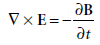 ∇ × E = −∂B/∂t